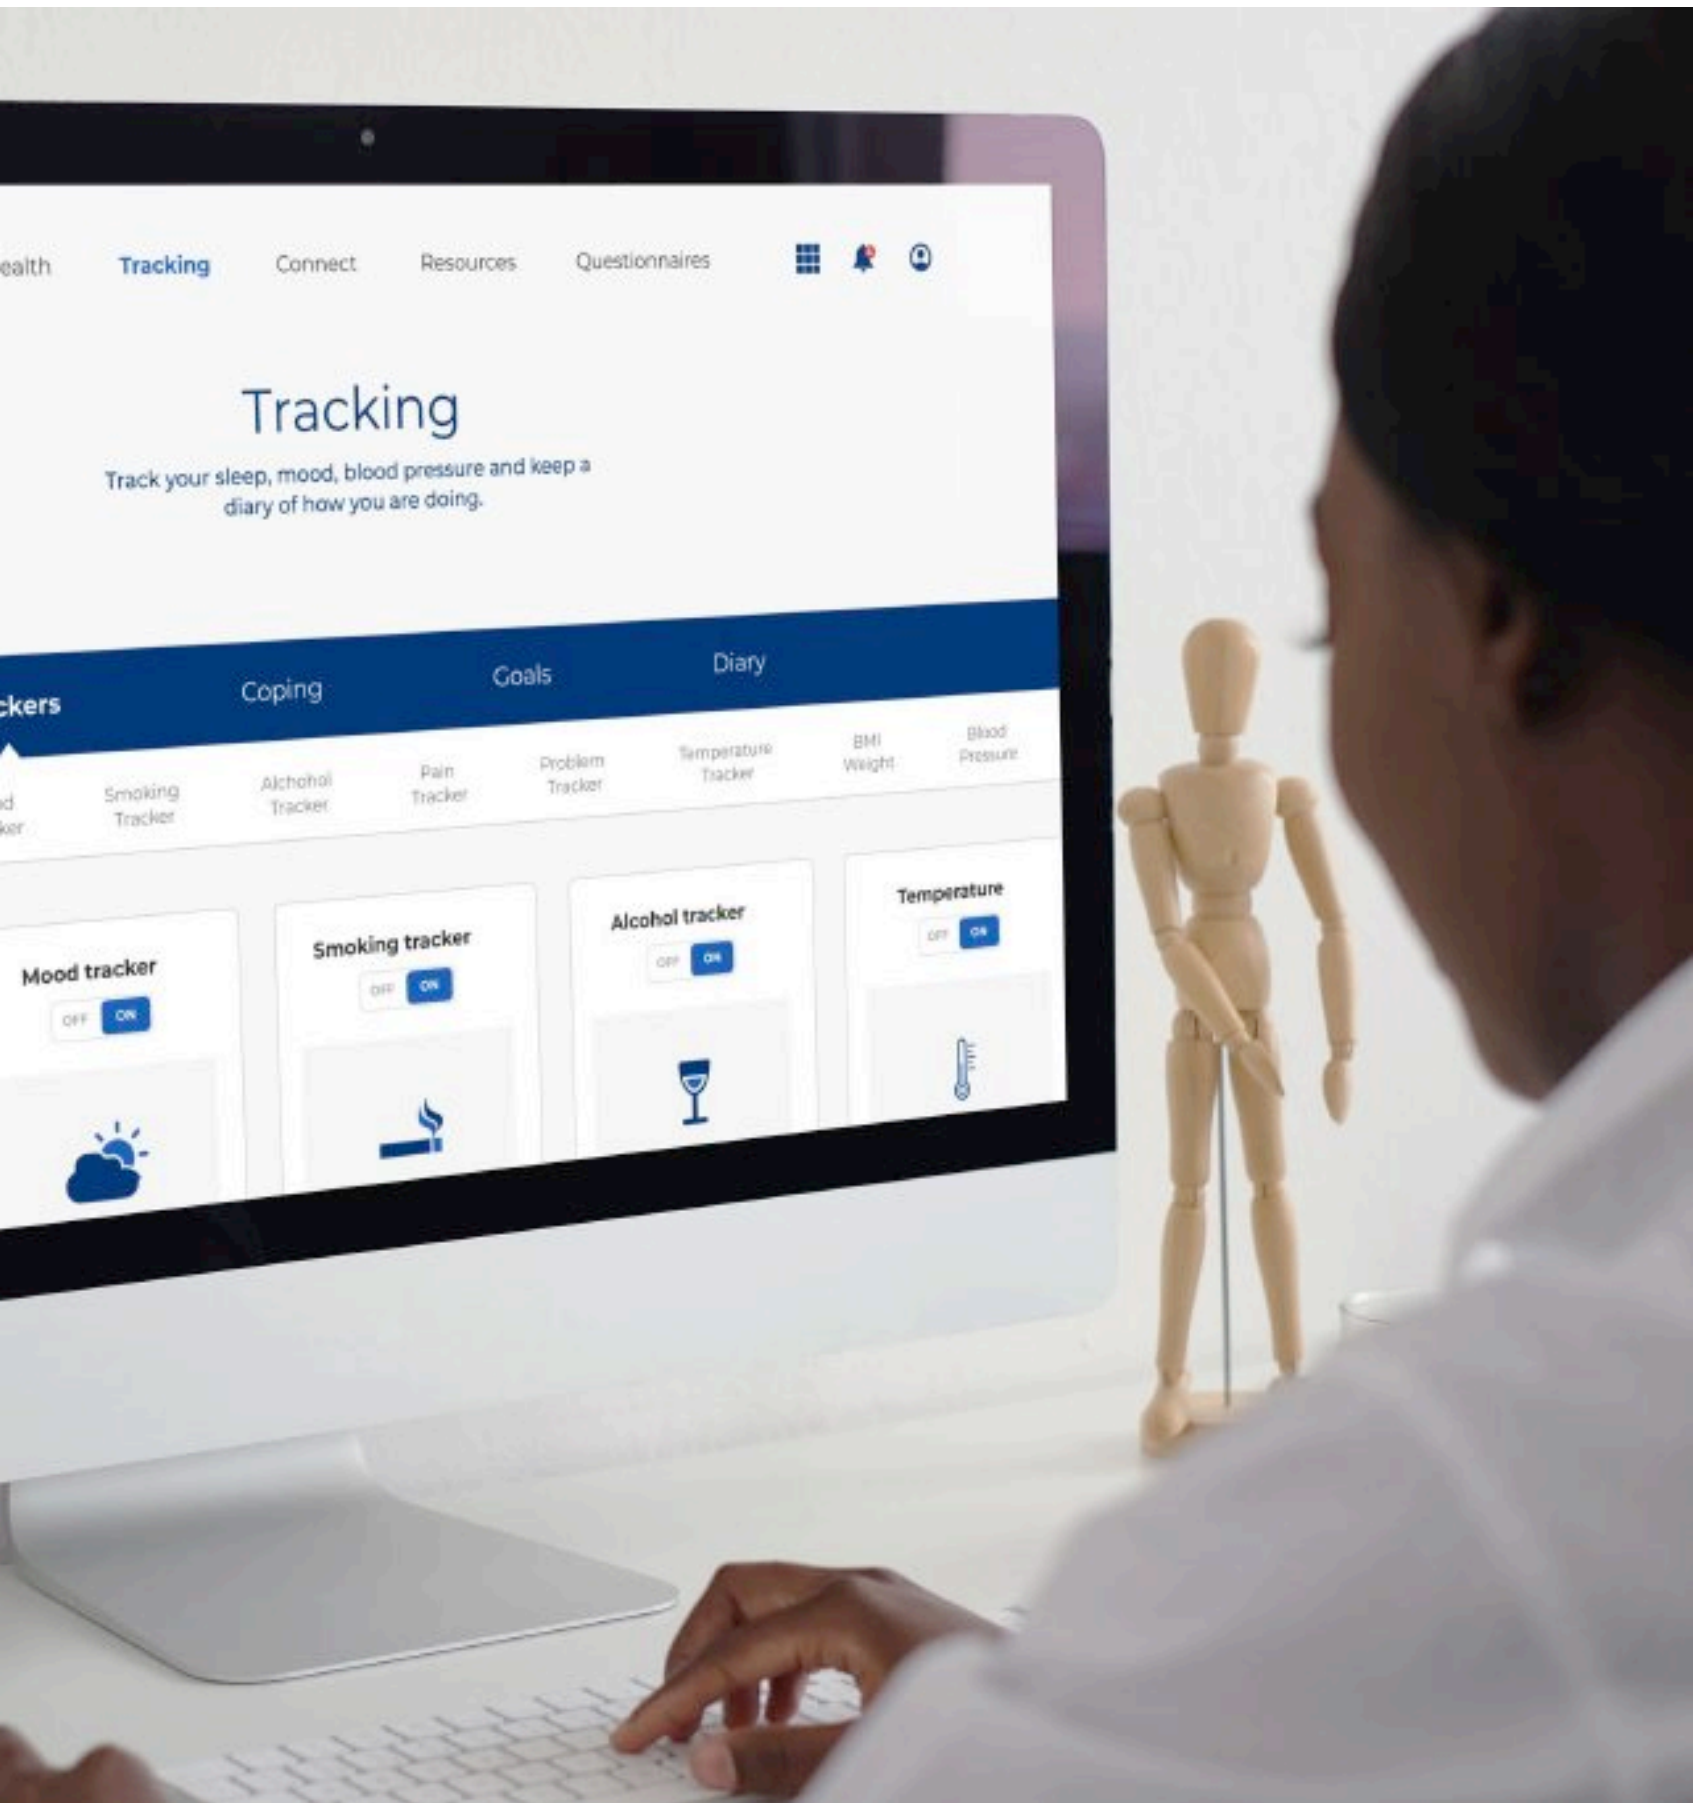 ealth Tracking Connect Resources Questionnaires
Tracking
Track your sleep, mood, blood pressure and keep a
diary of how you are doing.
ckers Coping Goals Diary
d
ker
Smoking
Tracker
Alchohol
Tracker
Pain
Tracker
Problem
Tracker
Temperature
Tracker
BMI
Weight
Blood
Pressure
Mood tracker
OFF ON
Smoking tracker
OFF ON
Alcohol tracker
OFF ON
Temperature
OFF ON